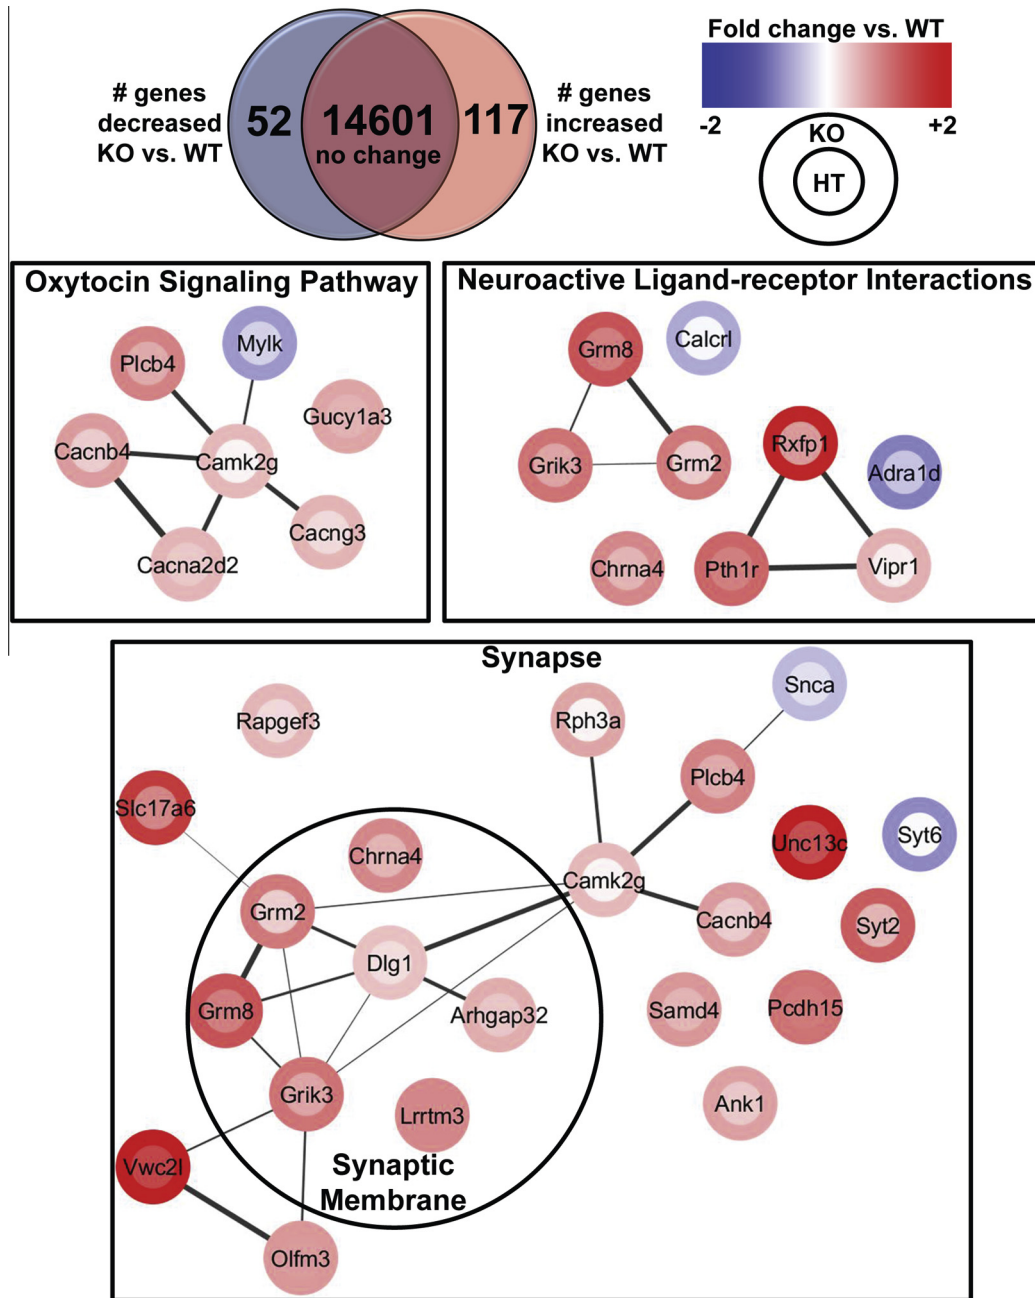 Fold change vs. WT
# genes
decreased
KO vs. WT
52
14601
no change
117
# genes
increased
KO vs. WT
-2
+2
KO
HT
Oxytocin Signaling Pathway
Mylk
Plcb4
Gucy1a3
Cacnb4
Camk2g
Cacng3
Cacna2d2
Neuroactive Ligand-receptor Interactions
Grm8
Calcrl
Rxfp1
Grik3
Grm2
Adra1d
Chrna4
Pth1r
Vipr1
Synapse
Snca
Rapgef3
Rph3a
Plcb4
Slc17a6
Unc13c
Syt6
Chrna4
Camk2g
Grm2
Cacnb4
Syt2
Dlg1
Grm8
Arhgap32
Samd4
Pcdh15
Grik3
Lrrtm3
Ank1
Vwc2l
Synaptic
Membrane
Olfm3